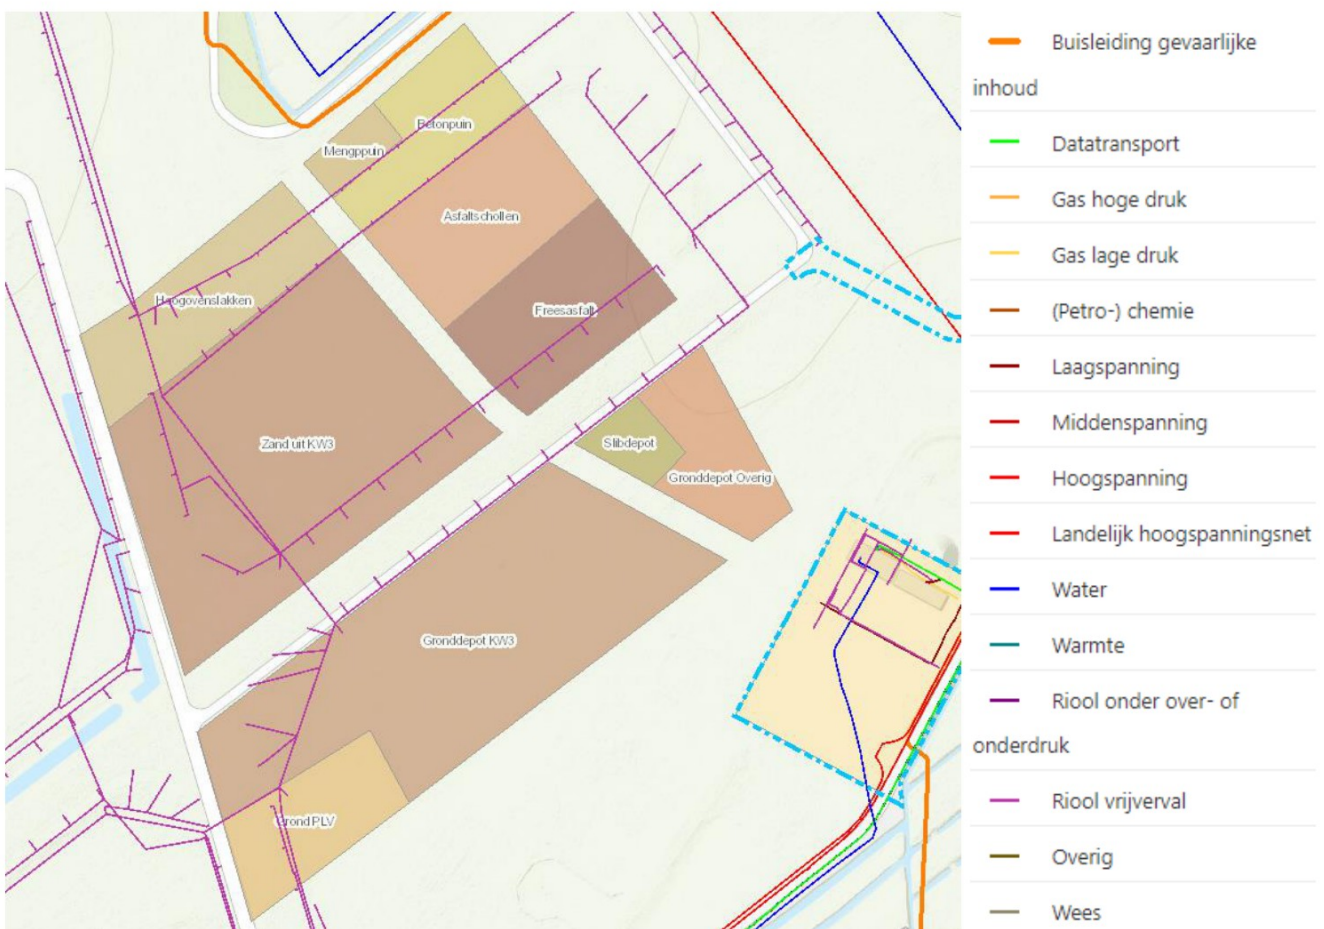 Betonpuin
Mengppuin
Asfaltschollen
Hoogovenslakken
Freesasfalt
Zand uit KW3
Slibdepot
Gronddepot Overig
Gronddepot KW3
Grond PLV
Buisleiding gevaarlijke
inhoud
Datatransport
Gas hoge druk
Gas lage druk
(Petro-) chemie
Laagspanning
Middenspanning
Hoogspanning
Landelijk hoogspanningsnet
Water
Warmte
Riool onder over- of
onderdruk
Riool vrijverval
Overig
Wees